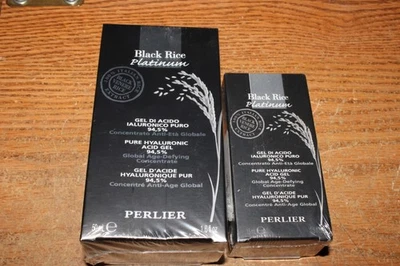 Black Rice
Platinum
GEL DI ACIDO
IALURONICO PURO
94,5%
Concentrato Anti-Età Globale
PURE HYALURONIC
ACID GEL
94,5%
Global Age-Defying
Concentrate
GEL D'ACIDE
HYALURONIQUE PUR
94,5%
Concentré Anti-Age Global
PERLIER
Black Rice
Platinum
GEL DI ACIDO
IALURONICO PURO
94,5%
Concentrato Anti-Età Globale
PURE HYALURONIC
ACID GEL
94,5%
Global Age-Defying
Concentrate
GEL D'ACIDE
HYALURONIQUE PUR
94,5%
Concentré Anti-Age Global
PERLIER